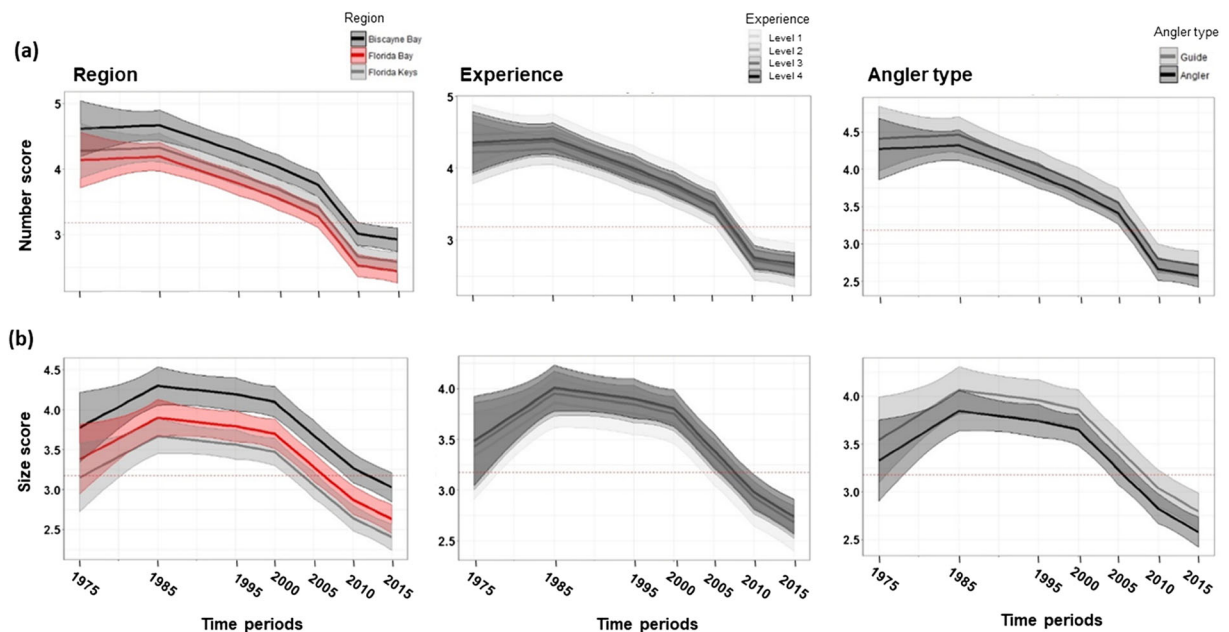 (a)
Region
Biscayne Bay
Florida Bay
Florida Keys
Experience
Level 1
Level 2
Level 3
Level 4
Angler type
Guide
Angler
Region
Experience
Angler type
Number score
5
4
3
5
4
3
4.5
4.0
3.5
3.0
2.5
(b)
Size score
4.5
4.0
3.5
3.0
2.5
4.0
3.5
3.0
2.5
4.0
3.5
3.0
2.5
1975 1985 1995 2000 2005 2010 2015
1975 1985 1995 2000 2005 2010 2015
1975 1985 1995 2000 2005 2010 2015
Time periods
Time periods
Time periods